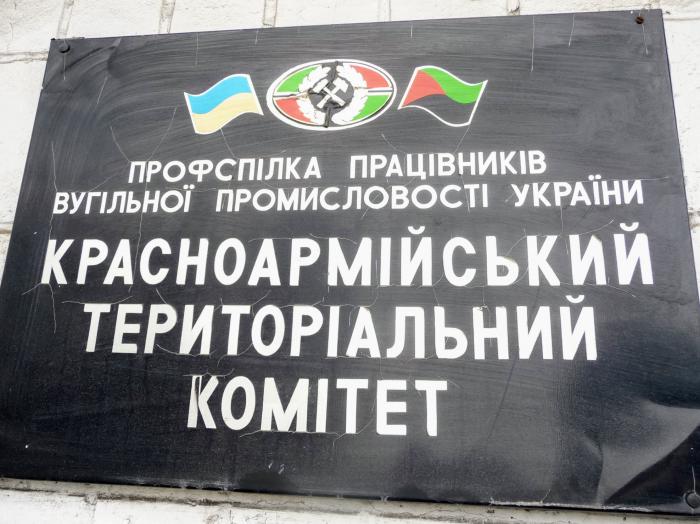 ПРОФСПІЛКА ПРАЦІВНИКІВ
ВУГІЛЬНОЇ ПРОМИСЛОВОСТІ УКРАЇНИ
КРАСНОАРМІЙСЬКИЙ
ТЕРИТОРІАЛЬНИЙ
КОМІТЕТ